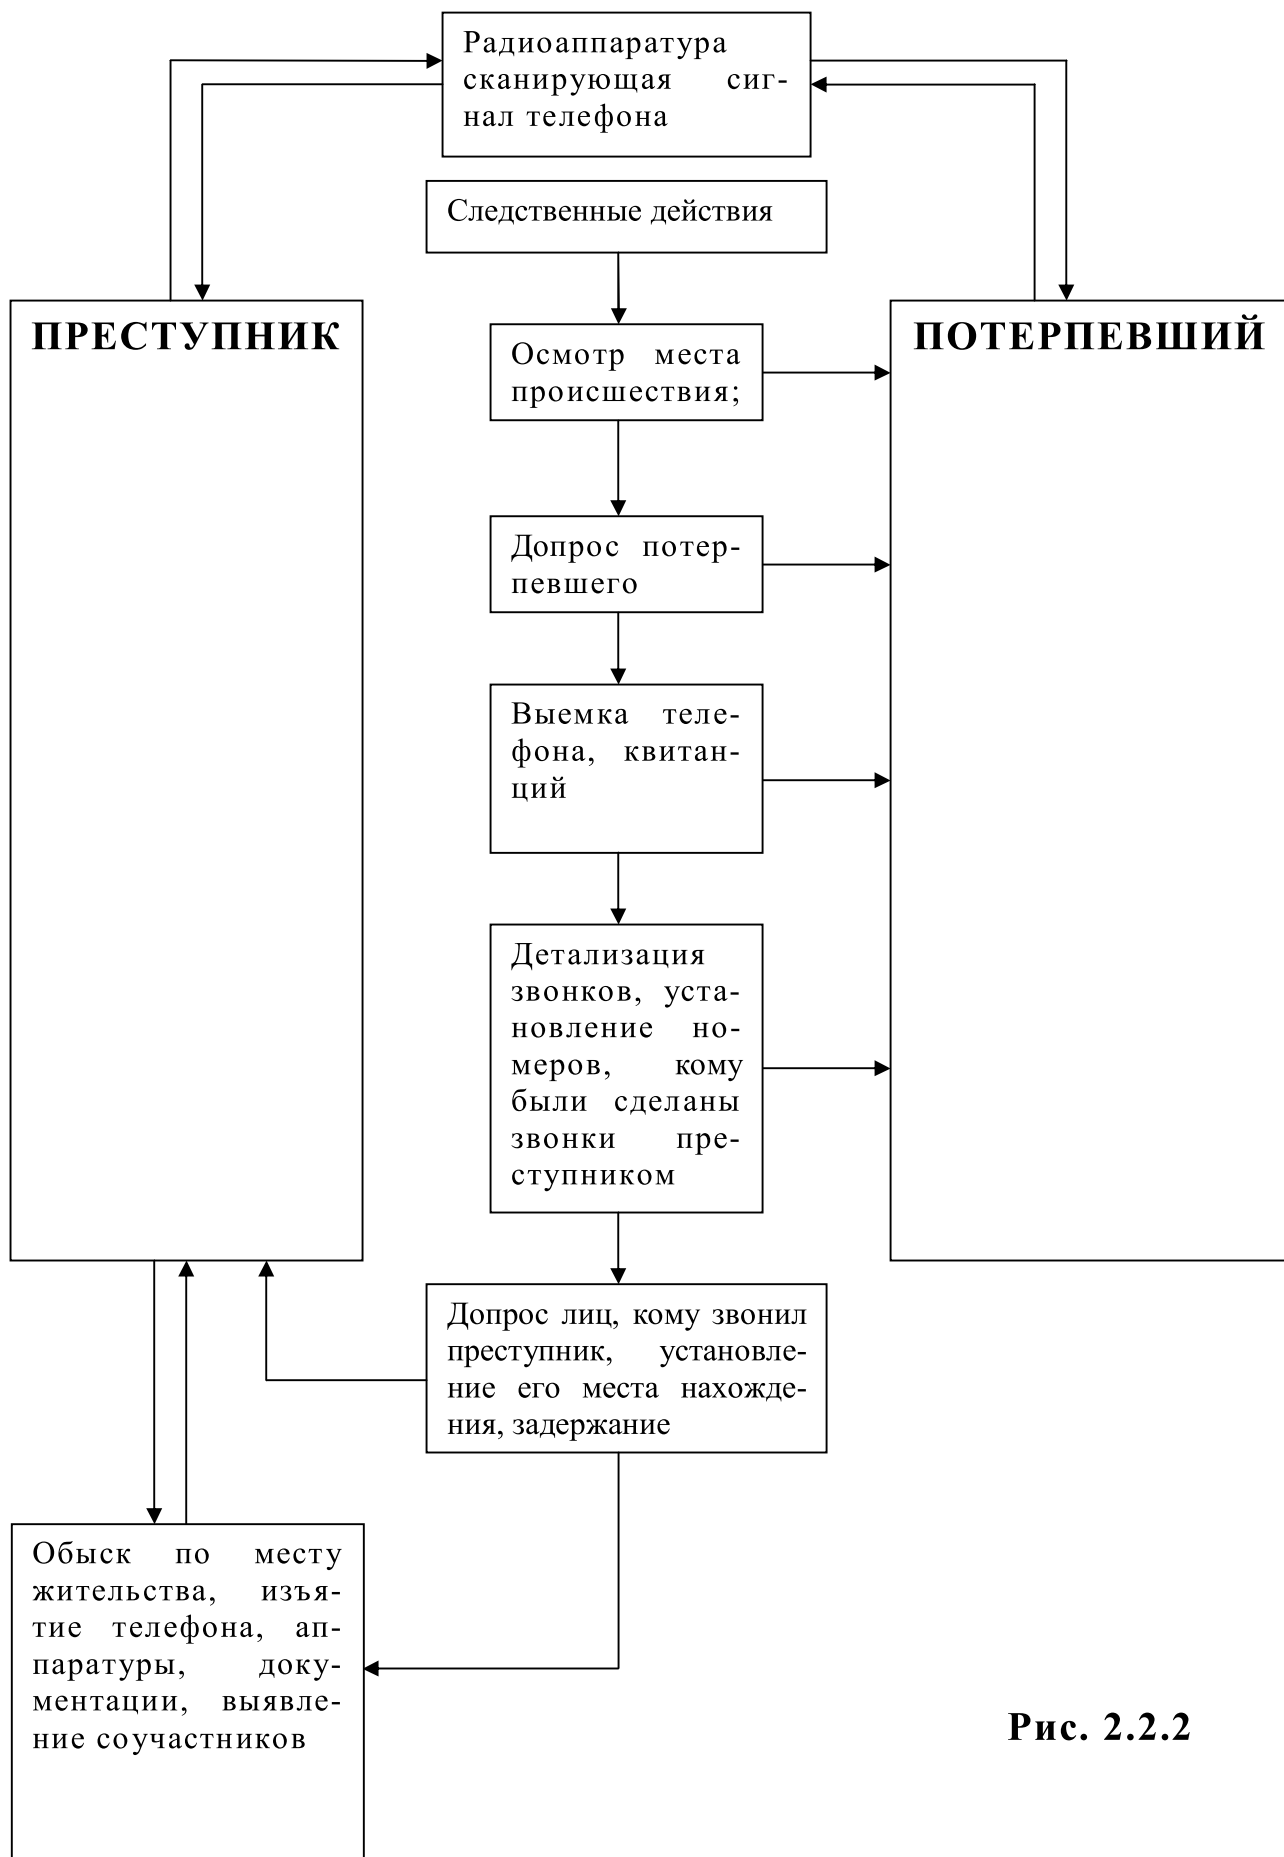 Радиоаппаратура
сканирующая сиг-
нал телефона
Следственные действия
ПРЕСТУПНИК
ПОТЕРПЕВШИЙ
Осмотр места
происшествия;
Допрос потер-
певшего
Выемка теле-
фона, квитан-
ций
Детализация
звонков, уста-
новление но-
меров, кому
были сделаны
звонки пре-
ступником
Допрос лиц, кому звонил
преступник, установле-
ние его места нахожде-
ния, задержание
Обыск по месту
жительства, изъя-
тие телефона, ап-
паратуры, доку-
ментации, выявле-
ние соучастников
Рис. 2.2.2